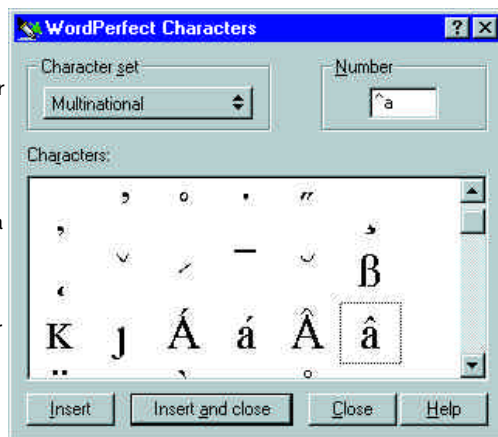 WordPerfect Characters
Character set
Number
Multinational
^a
Characters:
ß
ĸ ȷ Á á Â â
Insert
Insert and close
Close
Help